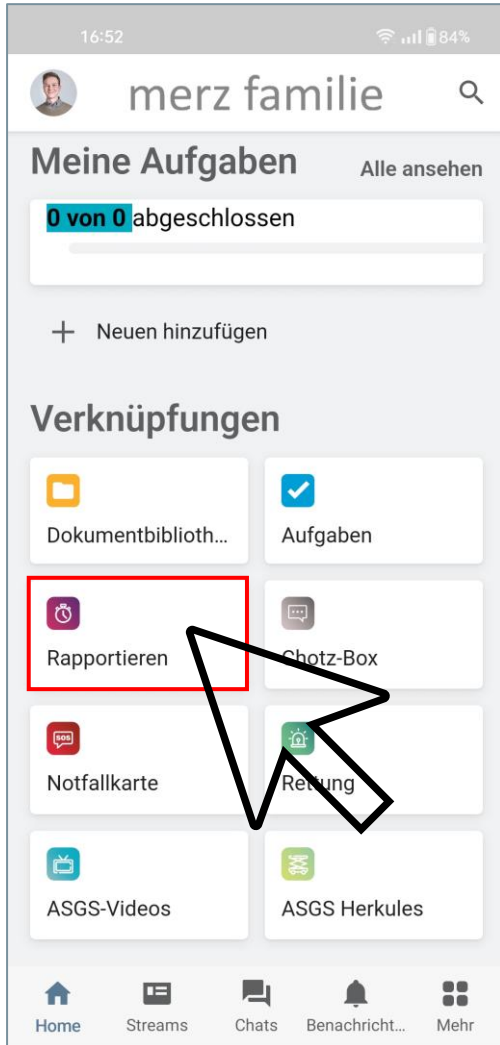 16:52 84%
merz familie
Meine Aufgaben Alle ansehen
0 von 0 abgeschlossen
Neuen hinzufügen
Verknüpfungen
Dokumentbiblioth... Aufgaben
Rapportieren Chotz-Box
SOS
Notfallkarte Rettung
ASGS-Videos ASGS Herkules
Home Streams Chats Benachricht... Mehr